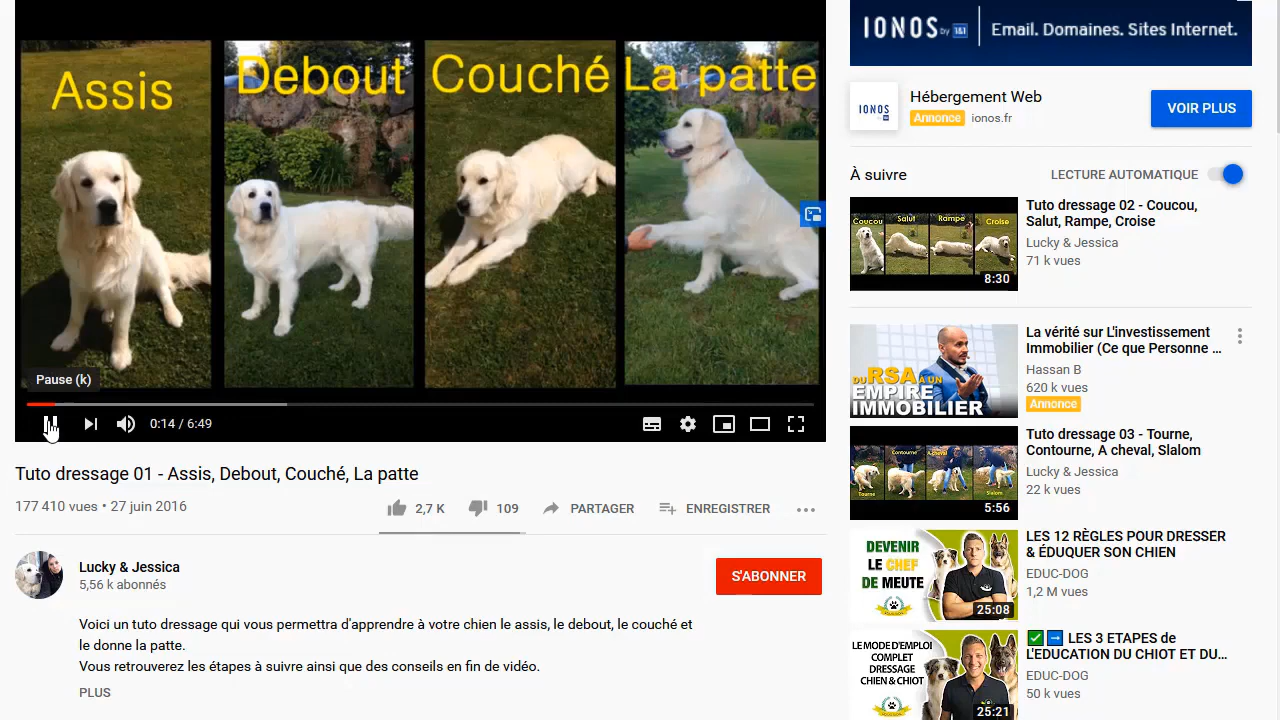 Assis
Debout
Couché
La patte
Pause (k)
0:14 / 6:49
Tuto dressage 01 - Assis, Debout, Couché, La patte
177 410 vues • 27 juin 2016
2,7 K
109
PARTAGER
ENREGISTRER
Lucky & Jessica
5,56 k abonnés
S'ABONNER
Voici un tuto dressage qui vous permettra d'apprendre à votre chien le assis, le debout, le couché et
le donne la patte.
Vous retrouverez les étapes à suivre ainsi que des conseils en fin de vidéo.
PLUS
IONOS by 1&1
Email. Domaines. Sites Internet.
IONOS
Hébergement Web
Annonce ionos.fr
VOIR PLUS
À suivre
LECTURE AUTOMATIQUE
Coucou
Salut
Rampe
Croise
8:30
Tuto dressage 02 - Coucou,
Salut, Rampe, Croise
Lucky & Jessica
71 k vues
DU RSA À UN
EMPIRE
IMMOBILIER
La vérité sur L'investissement
Immobilier (Ce que Personne ...
Hassan B
620 k vues
Annonce
Tourne
Contourne
A cheval
Slalom
5:56
Tuto dressage 03 - Tourne,
Contourne, A cheval, Slalom
Lucky & Jessica
22 k vues
DEVENIR
LE CHEF
DE MEUTE
25:08
LES 12 RÈGLES POUR DRESSER
& ÉDUQUER SON CHIEN
EDUC-DOG
1,2 M vues
LE MODE D'EMPLOI
COMPLET
DRESSAGE
CHIEN & CHIOT
25:21
✅➡️ LES 3 ETAPES de
L'EDUCATION DU CHIOT ET DU...
EDUC-DOG
50 k vues